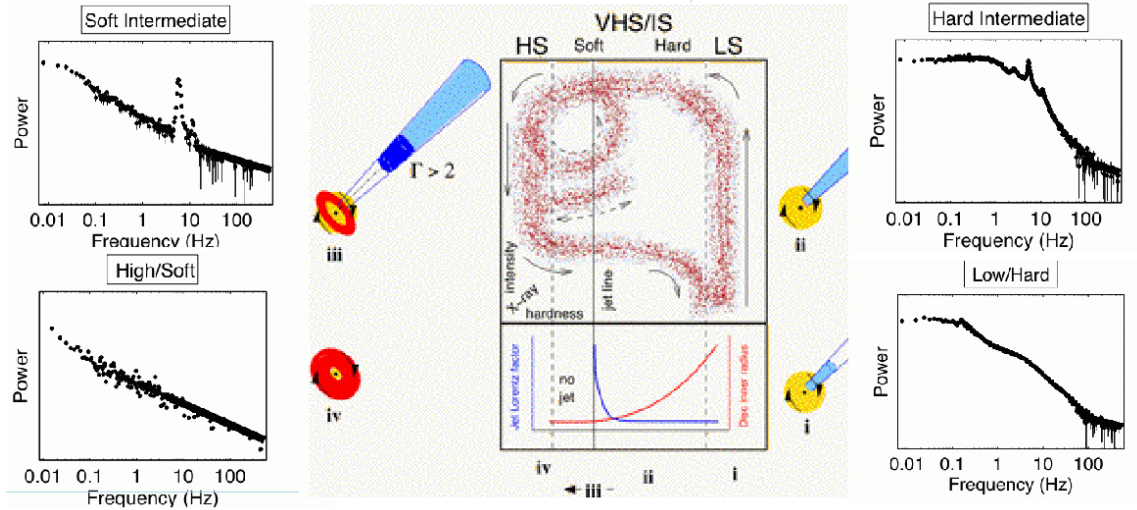 Soft Intermediate
Power
0.01 0.1 1 10 100
Frequency (Hz)
High/Soft
Power
0.01 0.1 1 10 100
Frequency (Hz)
Γ > 2
iii
iv
VHS/IS
HS Soft Hard LS
X-ray intensity
hardness
jet line
Jet Lorentz factor
no
jet
Disc inner radius
iv
iii
ii
i
ii
i
Hard Intermediate
Power
0.01 0.1 1 10 100
Frequency (Hz)
Low/Hard
Power
0.01 0.1 1 10 100
Frequency (Hz)